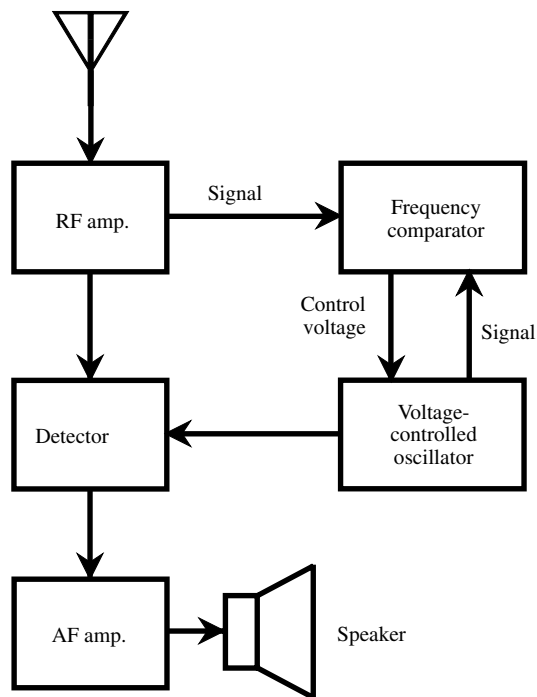 RF amp.
Signal
Frequency
comparator
Control
voltage
Signal
Detector
Voltage-
controlled
oscillator
AF amp.
Speaker